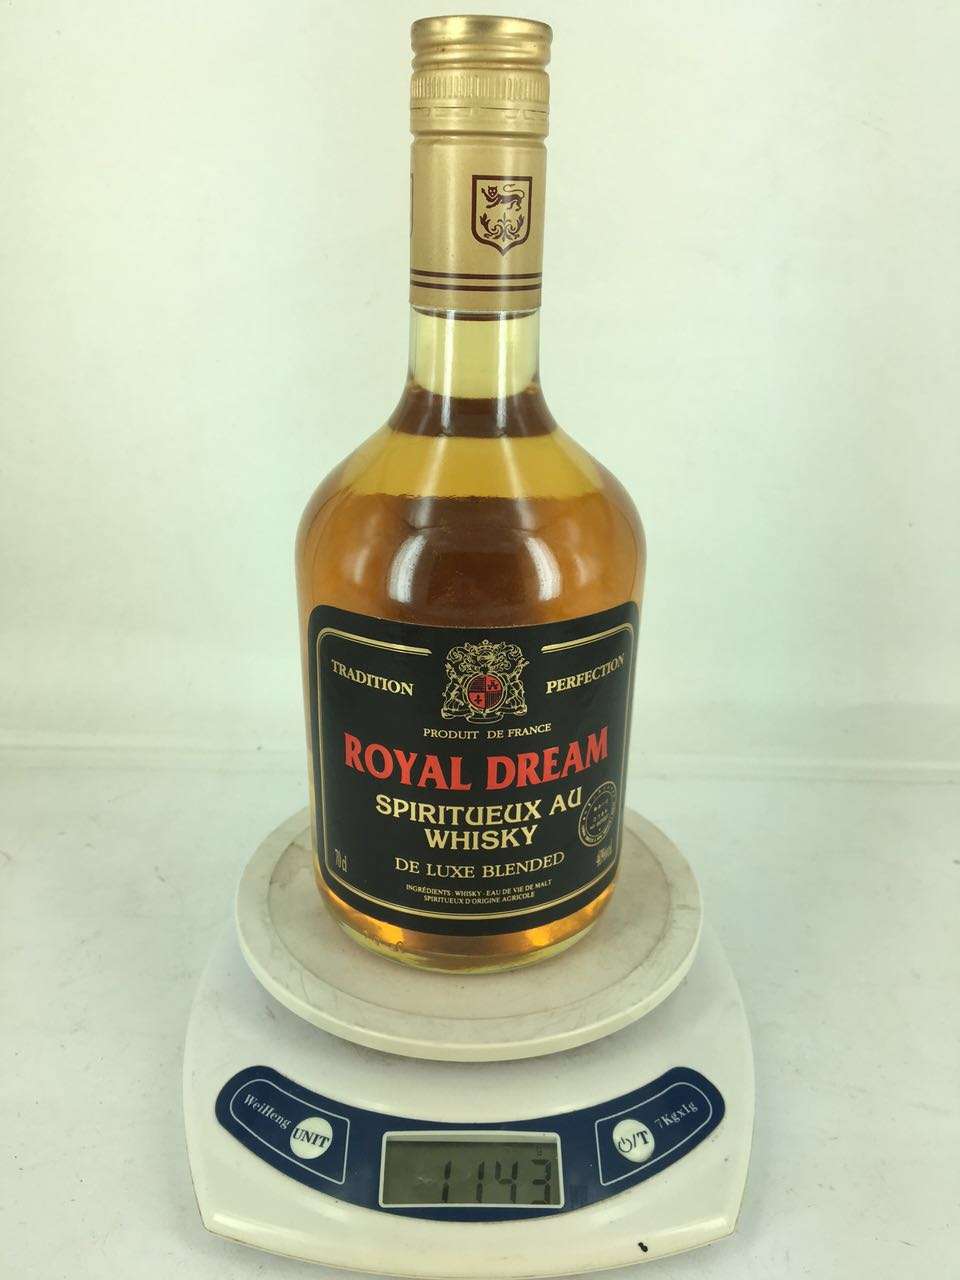 TRADITION
PERFECTION
PRODUIT DE FRANCE
ROYAL DREAM
SPIRITUEUX AU
WHISKY
DE LUXE BLENDED
70 cl
INGRÉDIENTS · WHISKY · EAU DE VIE DE MALT
SPIRITUEUX D'ORIGINE AGRICOLE
WeiHeng
UNIT
/T
7Kgx1g
1143